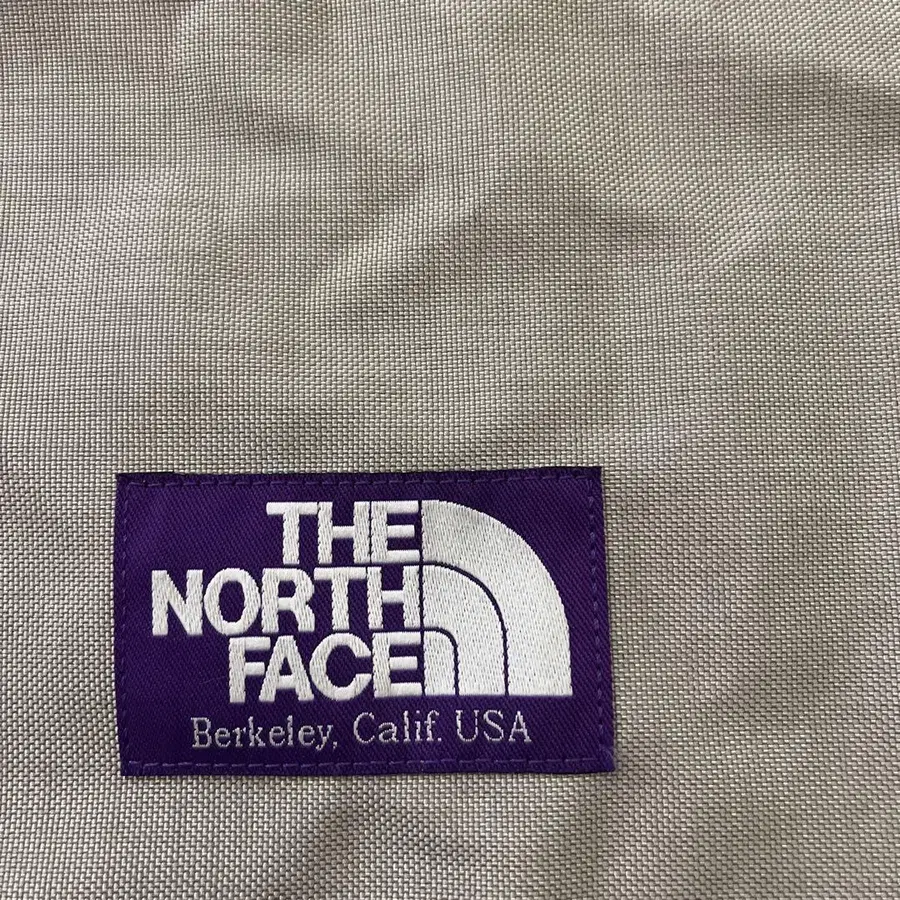 THE
NORTH
FACE
Berkeley, Calif. USA